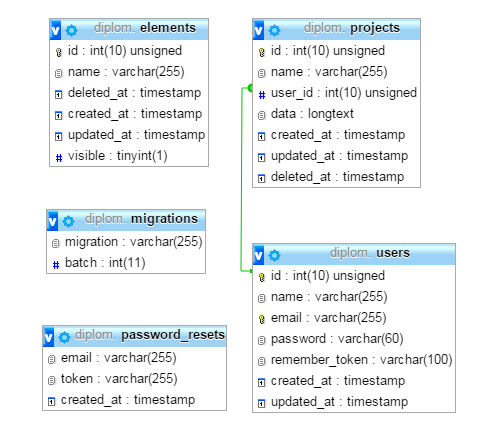 diplom. elements
id : int(10) unsigned
name : varchar(255)
deleted_at : timestamp
created_at : timestamp
updated_at : timestamp
# visible : tinyint(1)
diplom. projects
id : int(10) unsigned
name : varchar(255)
# user_id : int(10) unsigned
data : longtext
created_at : timestamp
updated_at : timestamp
deleted_at : timestamp
diplom. migrations
migration : varchar(255)
# batch : int(11)
diplom. users
id : int(10) unsigned
name : varchar(255)
email : varchar(255)
password : varchar(60)
remember_token : varchar(100)
created_at : timestamp
updated_at : timestamp
diplom. password_resets
email : varchar(255)
token : varchar(255)
created_at : timestamp